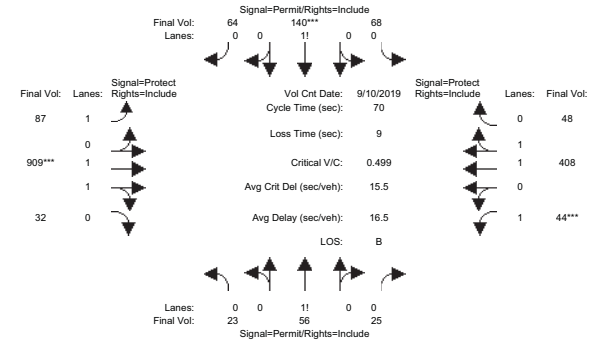 Signal=Permit/Rights=Include
Final Vol: 64 140*** 68
Lanes: 0 0 1! 0 0
Signal=Protect Signal=Protect
Final Vol: Lanes: Rights=Include Vol Cnt Date: 9/10/2019 Rights=Include Lanes: Final Vol:
Cycle Time (sec): 70
87 1 0 48
Loss Time (sec): 9
0 1
909*** 1 Critical V/C: 0.499 1 408
1 Avg Crit Del (sec/veh): 15.5 0
32 0 Avg Delay (sec/veh): 16.5 1 44***
LOS: B
Lanes: 0 0 1! 0 0
Final Vol: 23 56 25
Signal=Permit/Rights=Include